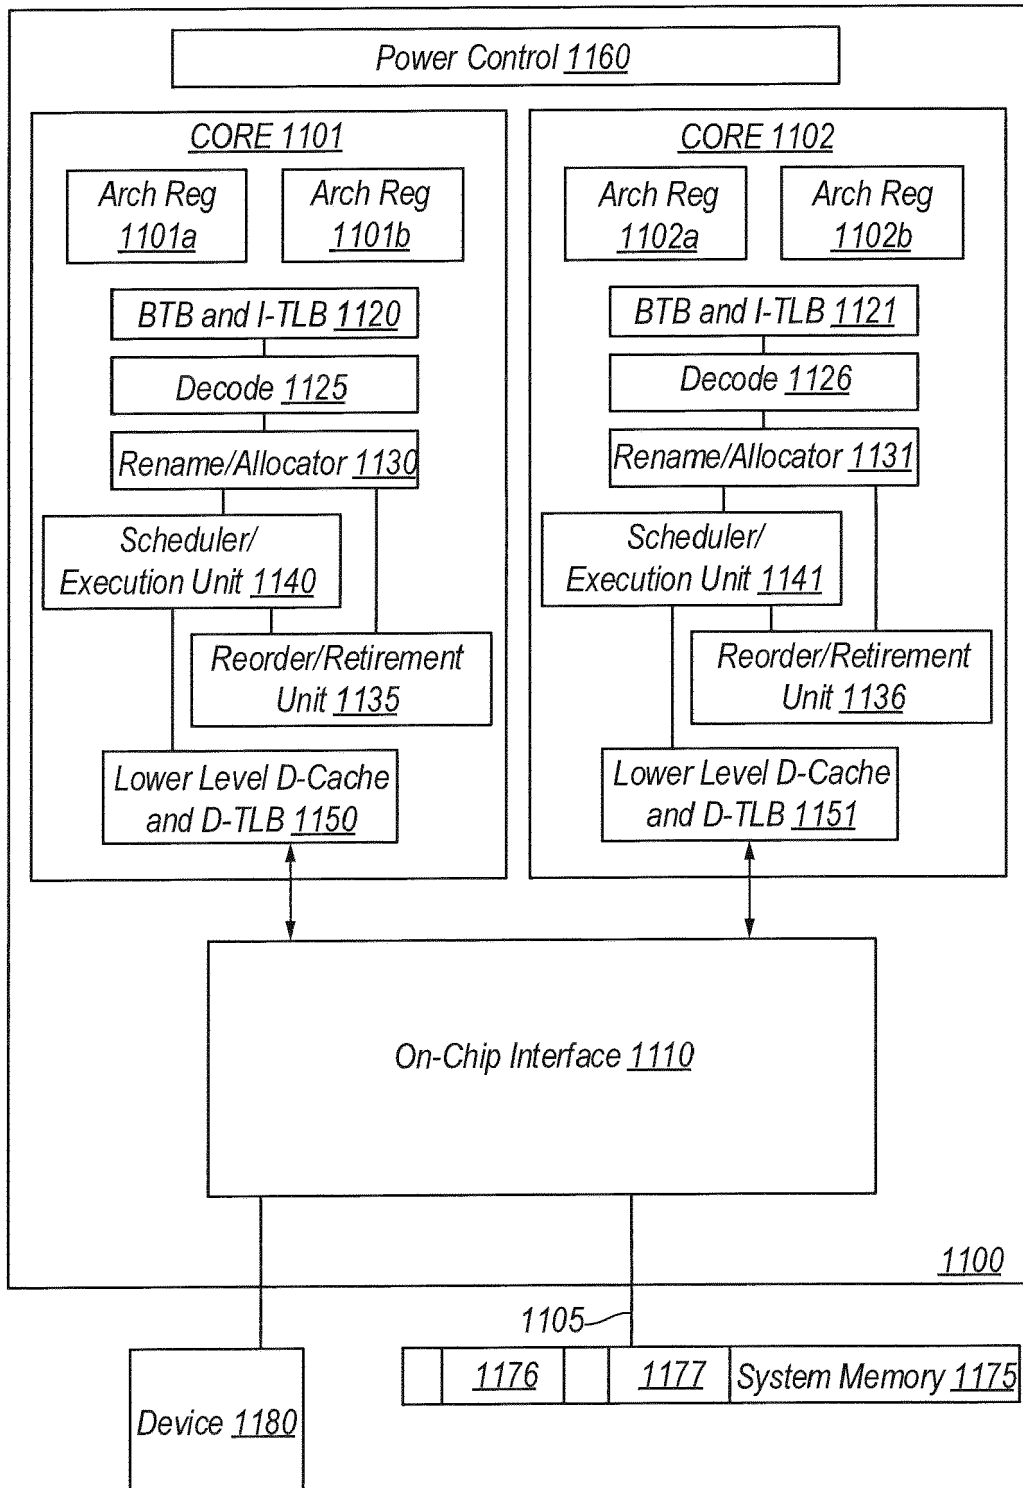 Power Control 1160
CORE 1101
Arch Reg
1101a
Arch Reg
1101b
BTB and I-TLB 1120
Decode 1125
Rename/Allocator 1130
Scheduler/
Execution Unit 1140
Reorder/Retirement
Unit 1135
Lower Level D-Cache
and D-TLB 1150
CORE 1102
Arch Reg
1102a
Arch Reg
1102b
BTB and I-TLB 1121
Decode 1126
Rename/Allocator 1131
Scheduler/
Execution Unit 1141
Reorder/Retirement
Unit 1136
Lower Level D-Cache
and D-TLB 1151
On-Chip Interface 1110
1100
1105
1176
1177
System Memory 1175
Device 1180